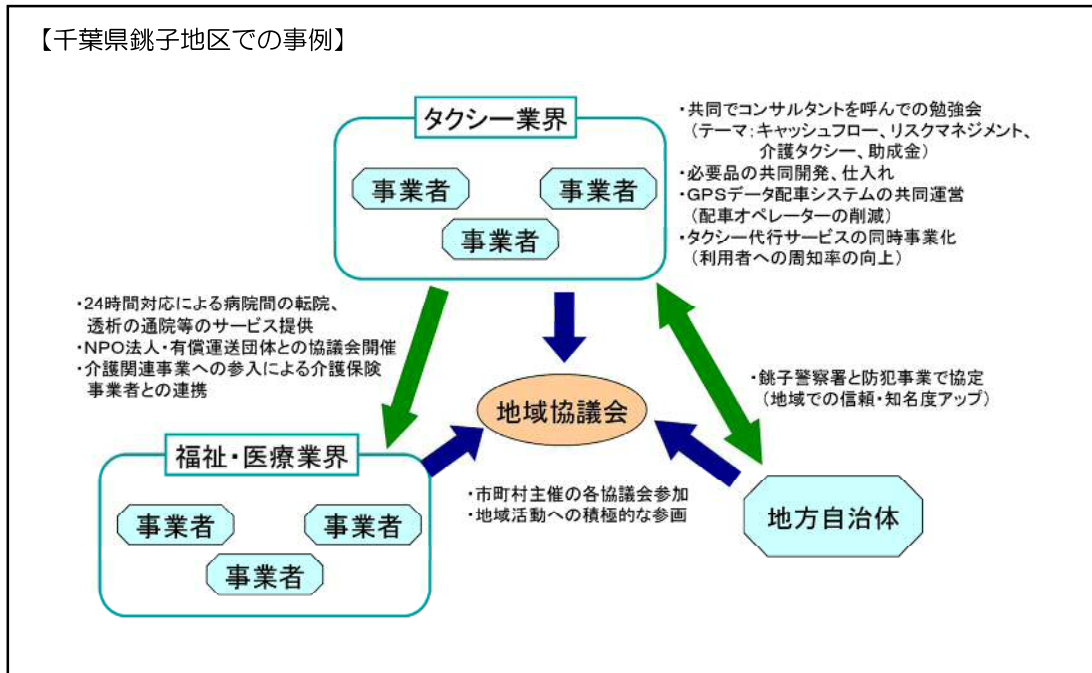 【千葉県銚子地区での事例】
タクシー業界
事業者
事業者
事業者
・共同でコンサルタントを呼んでの勉強会
(テーマ:キャッシュフロー、リスクマネジメント、
介護タクシー、助成金)
・必要品の共同開発、仕入れ
・GPSデータ配車システムの共同運営
(配車オペレーターの削減)
・タクシー代行サービスの同時事業化
(利用者への周知率の向上)
・24時間対応による病院間の転院、
透析の通院等のサービス提供
・NPO法人・有償運送団体との協議会開催
・介護関連事業への参入による介護保険
事業者との連携
・銚子警察署と防犯事業で協定
(地域での信頼・知名度アップ)
地域協議会
福祉・医療業界
事業者
事業者
事業者
・市町村主催の各協議会参加
・地域活動への積極的な参画
地方自治体